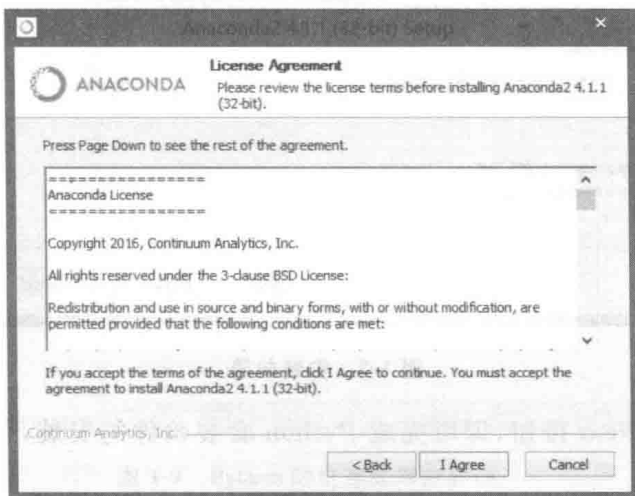 Anaconda2 4.1.1 (32-bit) Setup
ANACONDA
License Agreement
Please review the license terms before installing Anaconda2 4.1.1
(32-bit).
Press Page Down to see the rest of the agreement.
================
Anaconda License
================
Copyright 2016, Continuum Analytics, Inc.
All rights reserved under the 3-clause BSD License:
Redistribution and use in source and binary forms, with or without modification, are
permitted provided that the following conditions are met:
If you accept the terms of the agreement, click I Agree to continue. You must accept the
agreement to install Anaconda2 4.1.1 (32-bit).
Continuum Analytics, Inc.
< Back
I Agree
Cancel